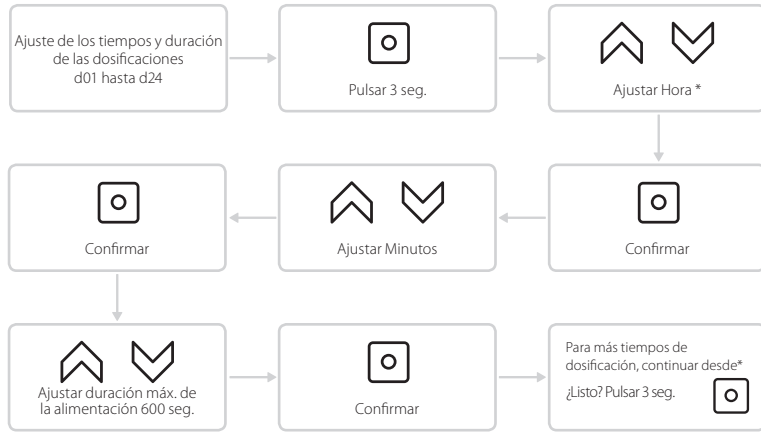 Ajuste de los tiempos y duración
de las dosificaciones
d01 hasta d24
Pulsar 3 seg.
Ajustar Hora *
Confirmar
Ajustar Minutos
Confirmar
Ajustar duración máx. de
la alimentación 600 seg.
Confirmar
Para más tiempos de
dosificación, continuar desde*
¿Listo? Pulsar 3 seg.